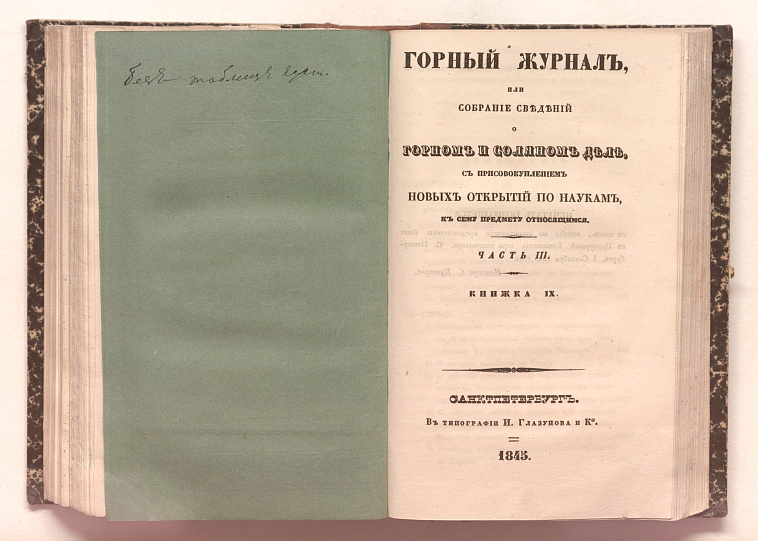 безъ таблицъ
ГОРНЫЙ ЖУРНАЛЪ,
ИЛИ
СОБРАНІЕ СВѢДѢНІЙ
О
ГОРНОМЪ И СОЛЯНОМЪ ДѢЛѢ,
СЪ ПРИСОВОКУПЛЕНІЕМЪ
НОВЫХЪ ОТКРЫТІЙ ПО НАУКАМЪ,
КЪ СЕМУ ПРЕДМЕТУ ОТНОСЯЩИМСЯ.
ЧАСТЬ III.
КНИЖКА IX.
САНКТПЕТЕРБУРГЪ.
Въ типографіи И. Глазунова и Ко.
1845.